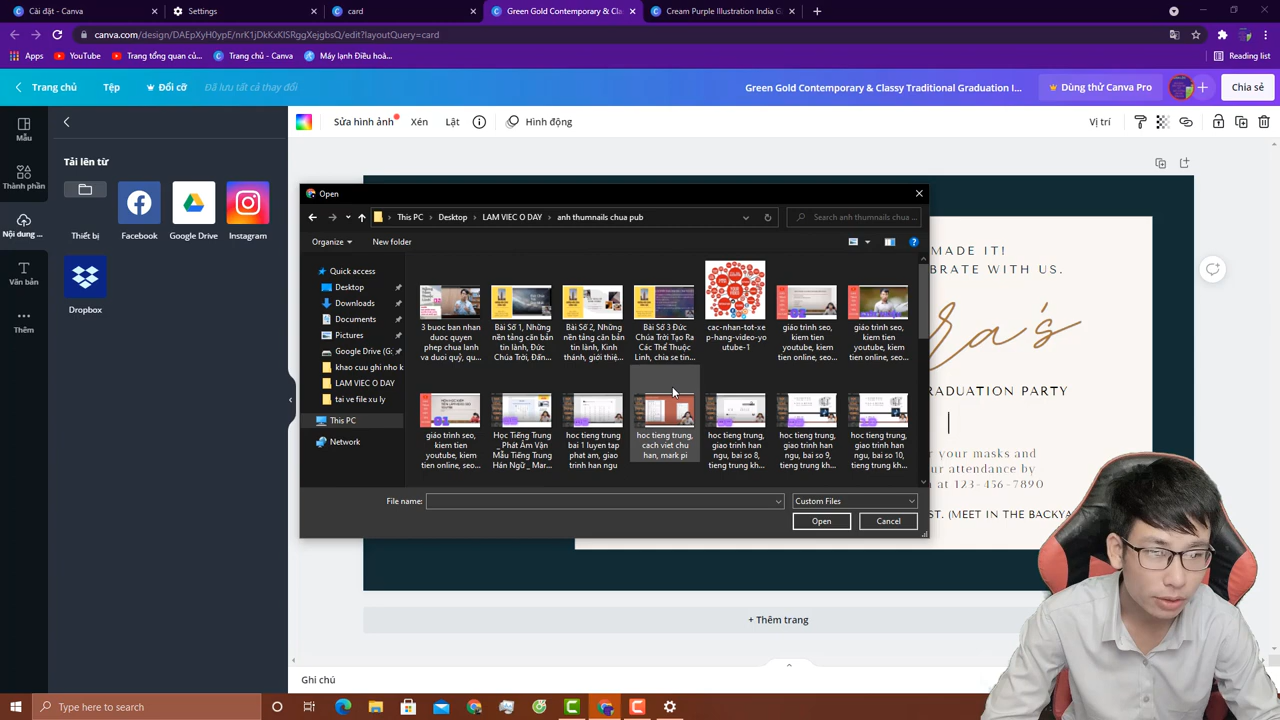 Cài đặt
Settings
card
Green Gold Contemporary & Cl
Cream Purple Illustration India G
canva.com/design/DAEpXyH0ypE/nrK1jDkKxKlSRggXejgbsQ/edit?layoutQuery=card
Apps
YouTube
Trang tổng quan củ...
Trang chủ - Canva
Máy lạnh Điều hoà...
Reading list
Trang chủ
Tệp
Đổi cỡ
Đã lưu tất cả thay đổi
Green Gold Contemporary & Classy Traditional Graduation I...
Dùng thử Canva Pro
Chia sẻ
Mẫu
Thành phần
Nội dung ...
Văn bản
Thêm
Tải lên từ
Thiết bị
Facebook
Google Drive
Instagram
Dropbox
Sửa hình ảnh
Xén
Lật
Hình động
Vị trí
Open
This PC
Desktop
LAM VIEC O DAY
anh thumnails chua pub
Search anh thumnails chua ...
Organize
New folder
Quick access
Desktop
Downloads
Documents
Pictures
Google Drive (G:
khao cuu ghi nho k
LAM VIEC O DAY
tai ve file xu ly
This PC
Network
3 buoc ban nhan
duoc quyen
phep chua lanh
va duoi quỷ, qu...
Bài Số 1, Những
nền tảng căn bản
tin lành, Đức
Chúa Trời, Đấn...
Bài Số 2, Những
nền tảng căn bản
tin lành, Kinh
thánh, giới thiệ...
Bài Số 3 Đức
Chúa Trời Tạo Ra
Các Thể Thuộc
Linh, chia se tin...
cac-nhan-tot-xe
p-hang-video-yo
utube-1
giáo trình seo,
kiem tien
youtube, kiem
tien online, seo...
giáo trình seo,
kiem tien
youtube, kiem
tien online, seo...
giáo trình seo,
kiem tien
youtube, kiem
tien online, seo...
Học Tiếng Trung
_ Phát Âm Vận
Mẫu Tiếng Trung
Hán Ngữ _ Mar...
hoc tieng trung
bai 1 luyen tap
phat am, giao
trinh han ngu
hoc tieng trung,
cach viet chu
han, mark pi
hoc tieng trung,
giao trinh han
ngu, bai so 8,
tieng trung kh...
hoc tieng trung,
giao trinh han
ngu, bai so 9,
tieng trung kh...
hoc tieng trung,
giao trinh han
ngu, bai so 10,
tieng trung kh...
File name:
Custom Files
Open
Cancel
MADE IT!
BRATE WITH US.
ra's
RADUATION PARTY
r your masks and
ur attendance by
n at 123-456-7890
ST. (MEET IN THE BACKYA
+ Thêm trang
Ghi chú
Type here to search